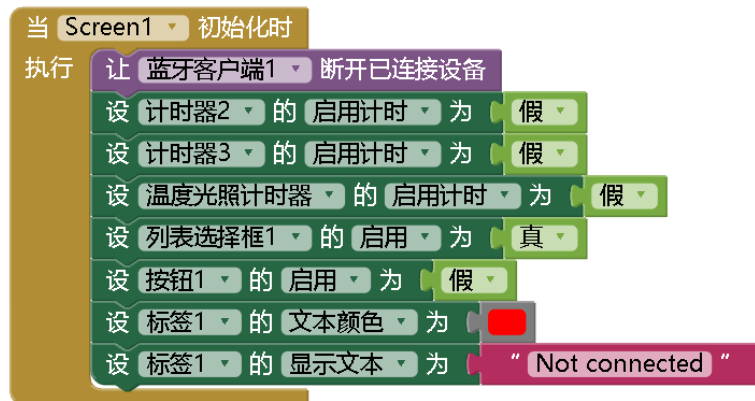 当 Screen1 初始化时
执行 让 蓝牙客户端1 断开已连接设备
设 计时器2 的 启用计时 为 假
设 计时器3 的 启用计时 为 假
设 温度光照计时器 的 启用计时 为 假
设 列表选择框1 的 启用 为 真
设 按钮1 的 启用 为 假
设 标签1 的 文本颜色 为
设 标签1 的 显示文本 为 “ Not connected ”